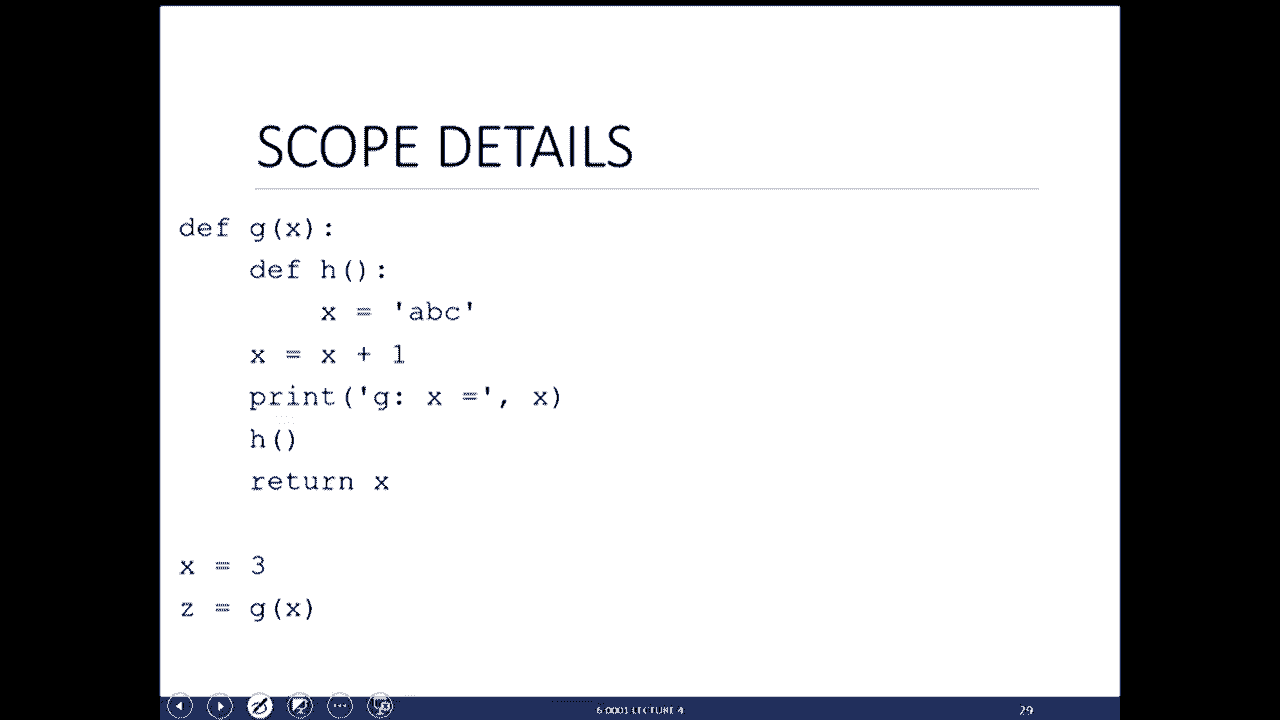 SCOPE DETAILS
def g(x):
    def h():
        x = 'abc'
    x = x + 1
    print('g: x =', x)
    h()
    return x
x = 3
z = g(x)
6.0001 LECTURE 4
29